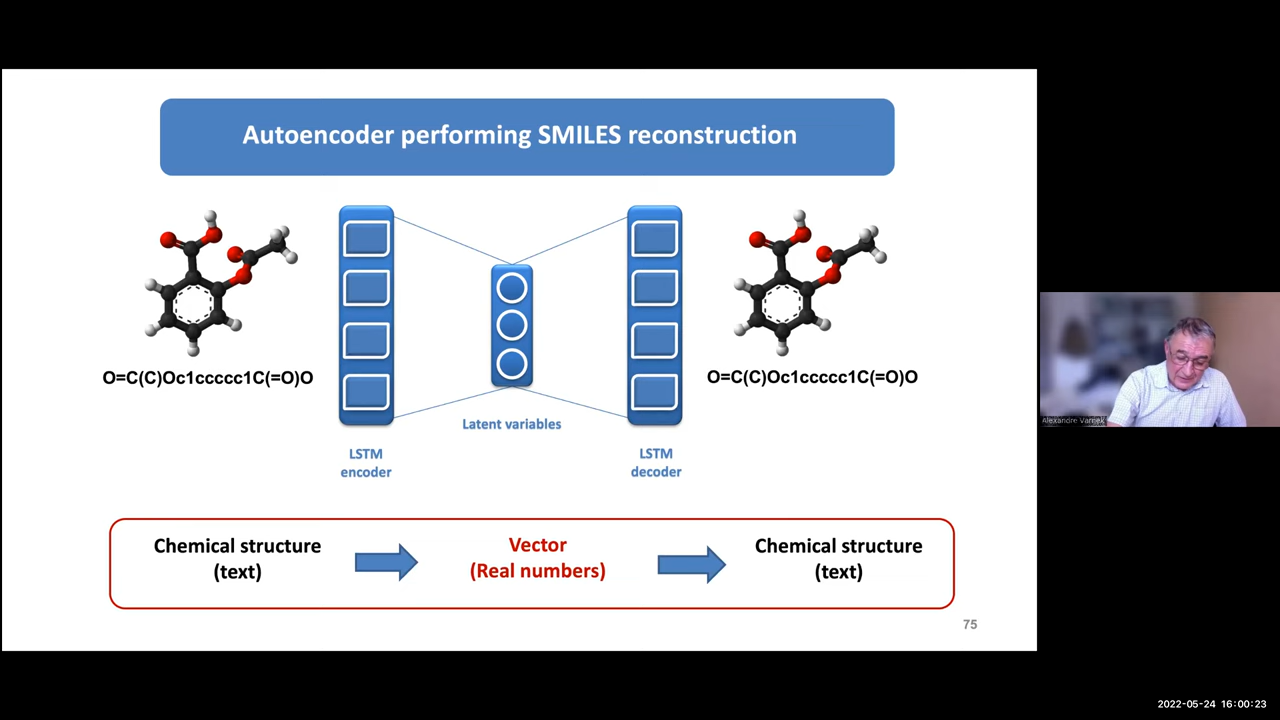 Autoencoder performing SMILES reconstruction
O=C(C)Oc1ccccc1C(=O)O
O=C(C)Oc1ccccc1C(=O)O
Latent variables
LSTM
encoder
LSTM
decoder
Chemical structure
(text)
Vector
(Real numbers)
Chemical structure
(text)
75
Alexandre Varnek
2022-05-24 16:00:23